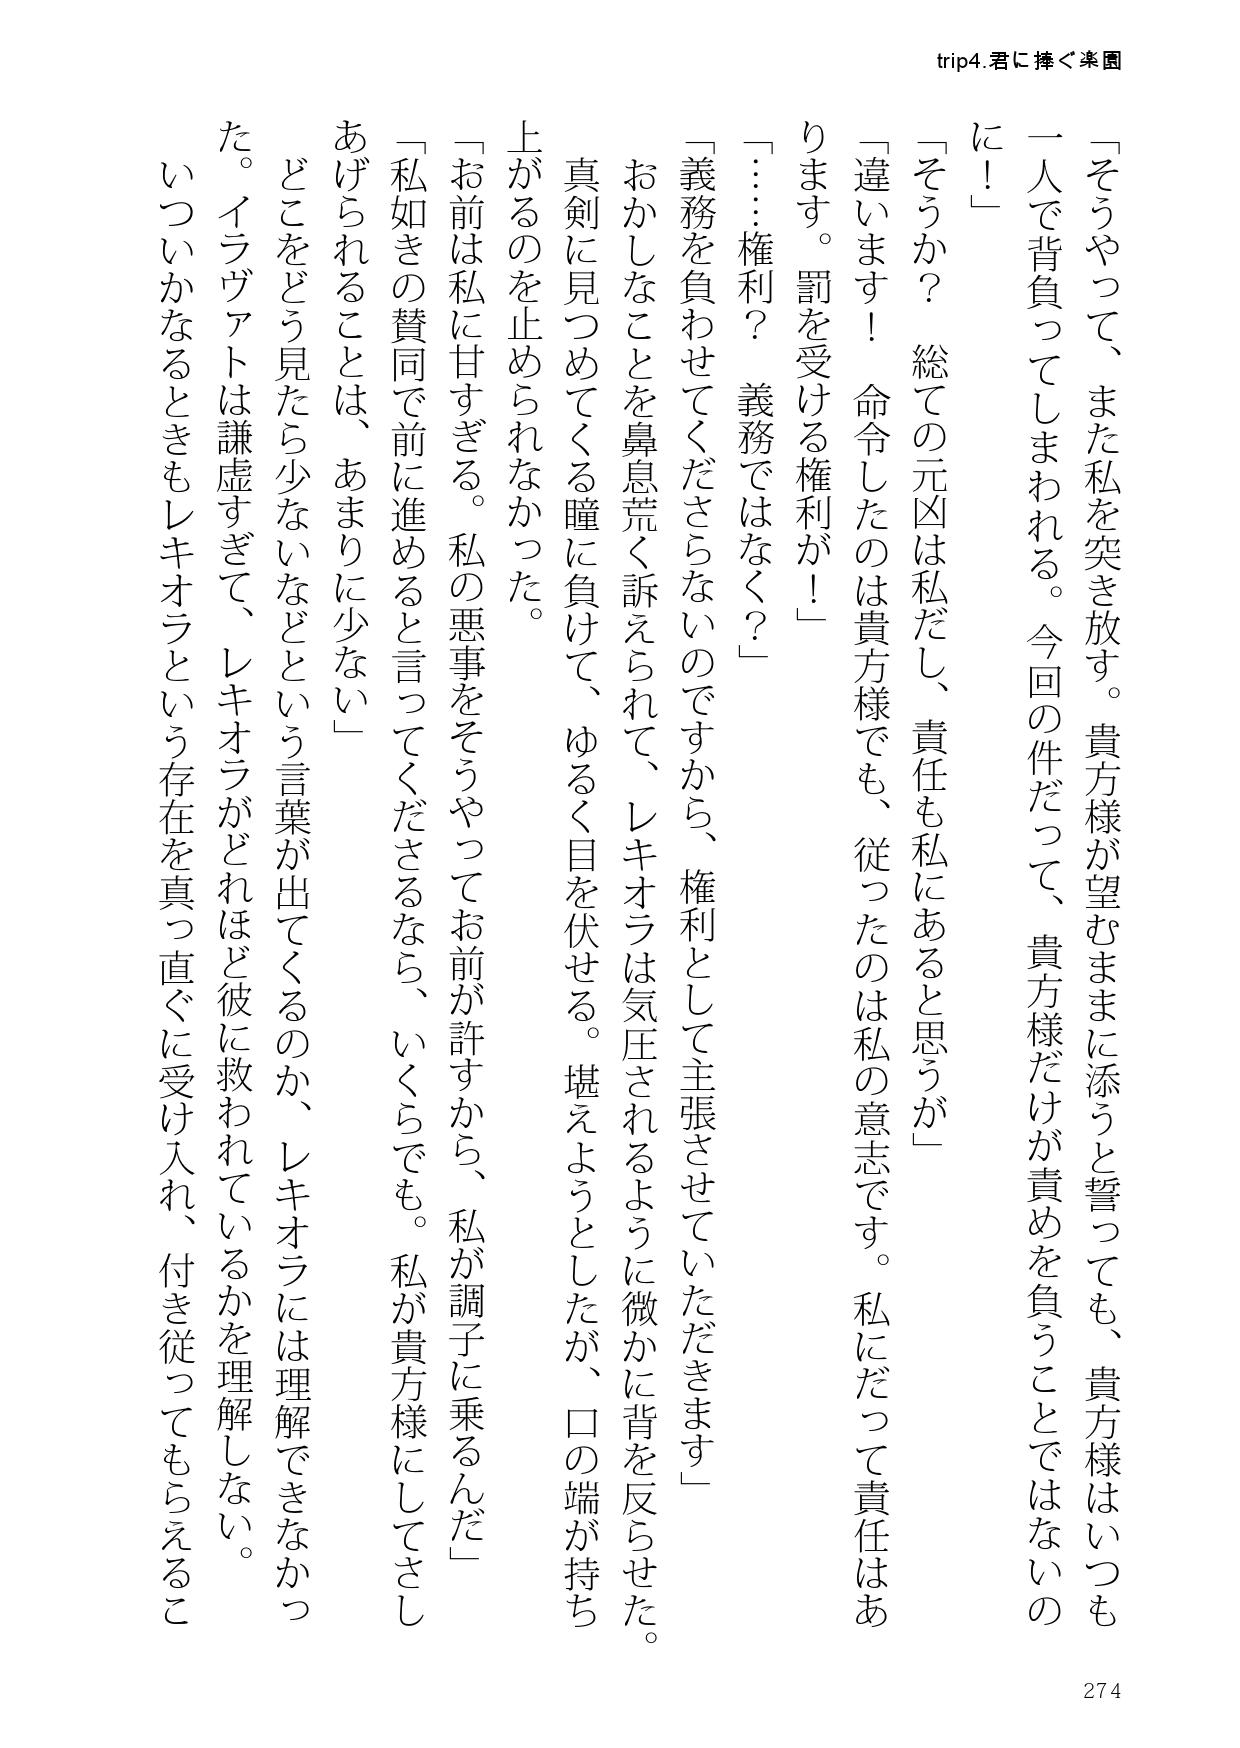 trip4.君に捧ぐ楽園
「そうやって、また私を突き放す。貴方様が望むままに添うと誓っても、貴方様はいつも
一人で背負ってしまわれる。今回の件だって、貴方様だけが責めを負うことではないの
に！」
「そうか？　総ての元凶は私だし、責任も私にあると思うが」
「違います！　命令したのは貴方様でも、従ったのは私の意志です。私にだって責任はあ
ります。罰を受ける権利が！」
「……権利？　義務ではなく？」
「義務を負わせてくださらないのですから、権利として主張させていただきます」
　おかしなことを鼻息荒く訴えられて、レキオラは気圧されるように微かに背を反らせた。
　真剣に見つめてくる瞳に負けて、ゆるく目を伏せる。堪えようとしたが、口の端が持ち
上がるのを止められなかった。
「お前は私に甘すぎる。私の悪事をそうやってお前が許すから、私が調子に乗るんだ」
「私如きの賛同で前に進めると言ってくださるなら、いくらでも。私が貴方様にしてさし
あげられることは、あまりに少ない」
　どこをどう見たら少ないなどという言葉が出てくるのか、レキオラには理解できなかっ
た。イラヴァトは謙虚すぎて、レキオラがどれほど彼に救われているかを理解しない。
　いついかなるときもレキオラという存在を真っ直ぐに受け入れ、付き従ってもらえるこ
274